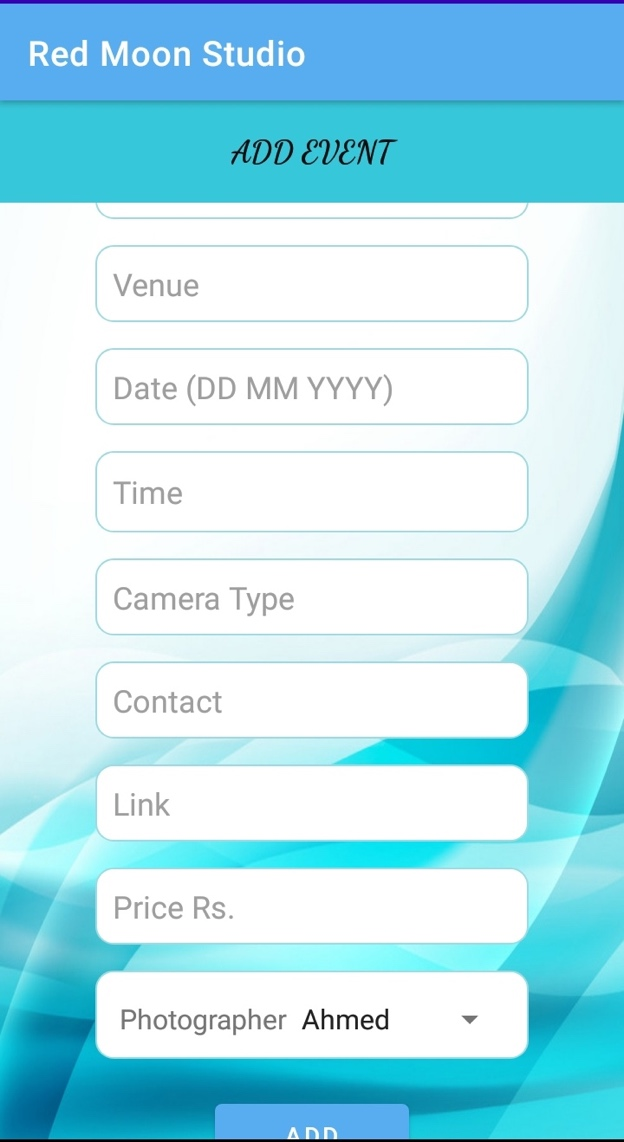 Red Moon Studio
ADD EVENT
Venue
Date (DD MM YYYY)
Time
Camera Type
Contact
Link
Price Rs.
Photographer Ahmed
ADD